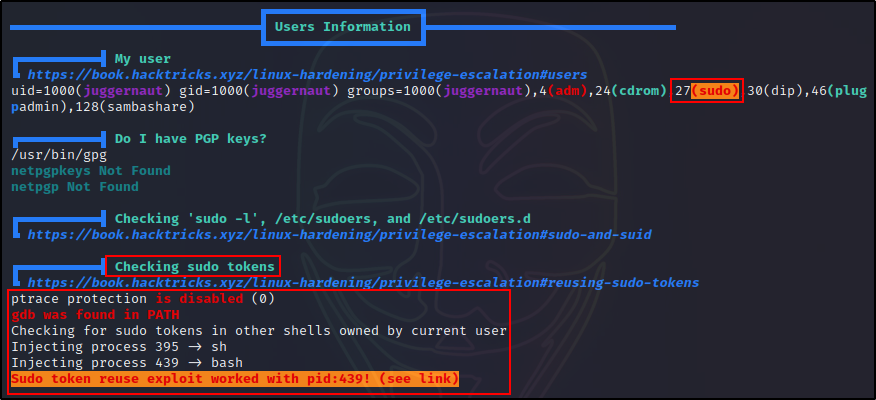 Users Information
My user
https://book.hacktricks.xyz/linux-hardening/privilege-escalation#users
uid=1000(juggernaut) gid=1000(juggernaut) groups=1000(juggernaut),4(adm),24(cdrom) 27(sudo) 30(dip),46(plug
padmin),128(sambashare)
Do I have PGP keys?
/usr/bin/gpg
netpgpkeys Not Found
netpgp Not Found
Checking 'sudo -l', /etc/sudoers, and /etc/sudoers.d
https://book.hacktricks.xyz/linux-hardening/privilege-escalation#sudo-and-suid
Checking sudo tokens
https://book.hacktricks.xyz/linux-hardening/privilege-escalation#reusing-sudo-tokens
ptrace protection is disabled (0)
gdb was found in PATH
Checking for sudo tokens in other shells owned by current user
Injecting process 395 → sh
Injecting process 439 → bash
Sudo token reuse exploit worked with pid:439! (see link)